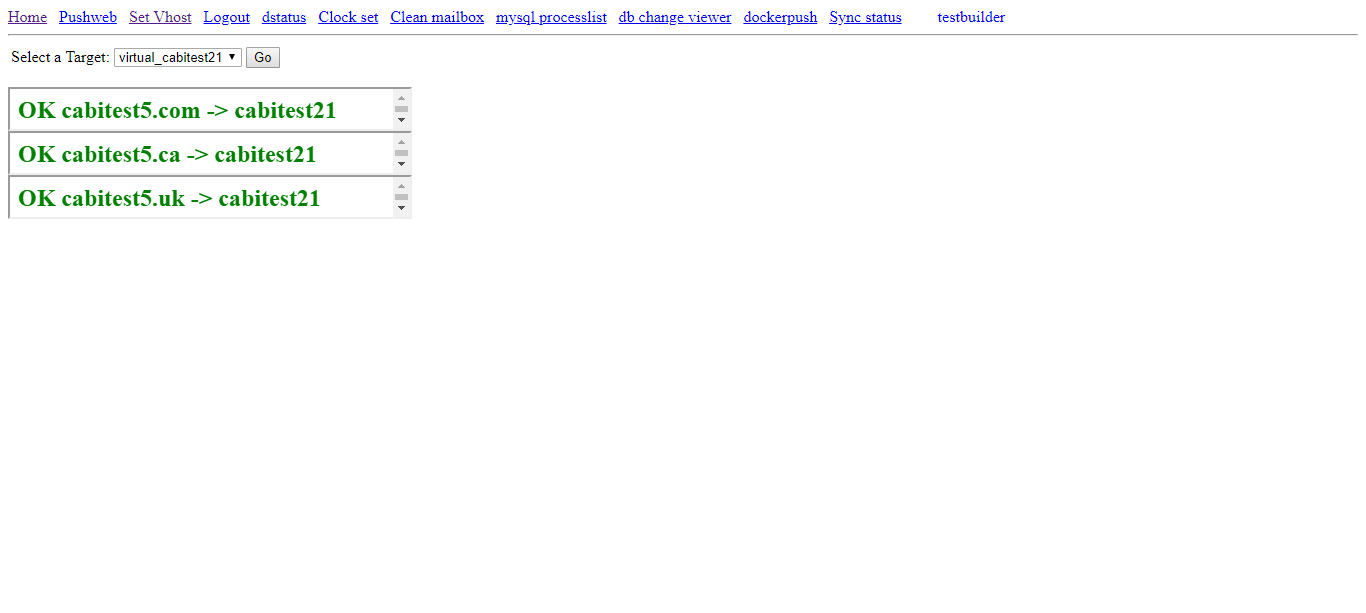 Home Pushweb Set Vhost Logout dstatus Clock set Clean mailbox mysql processlist db change viewer dockerpush Sync status testbuilder
Select a Target: virtual_cabitest21 Go
OK cabitest5.com -> cabitest21
OK cabitest5.ca -> cabitest21
OK cabitest5.uk -> cabitest21